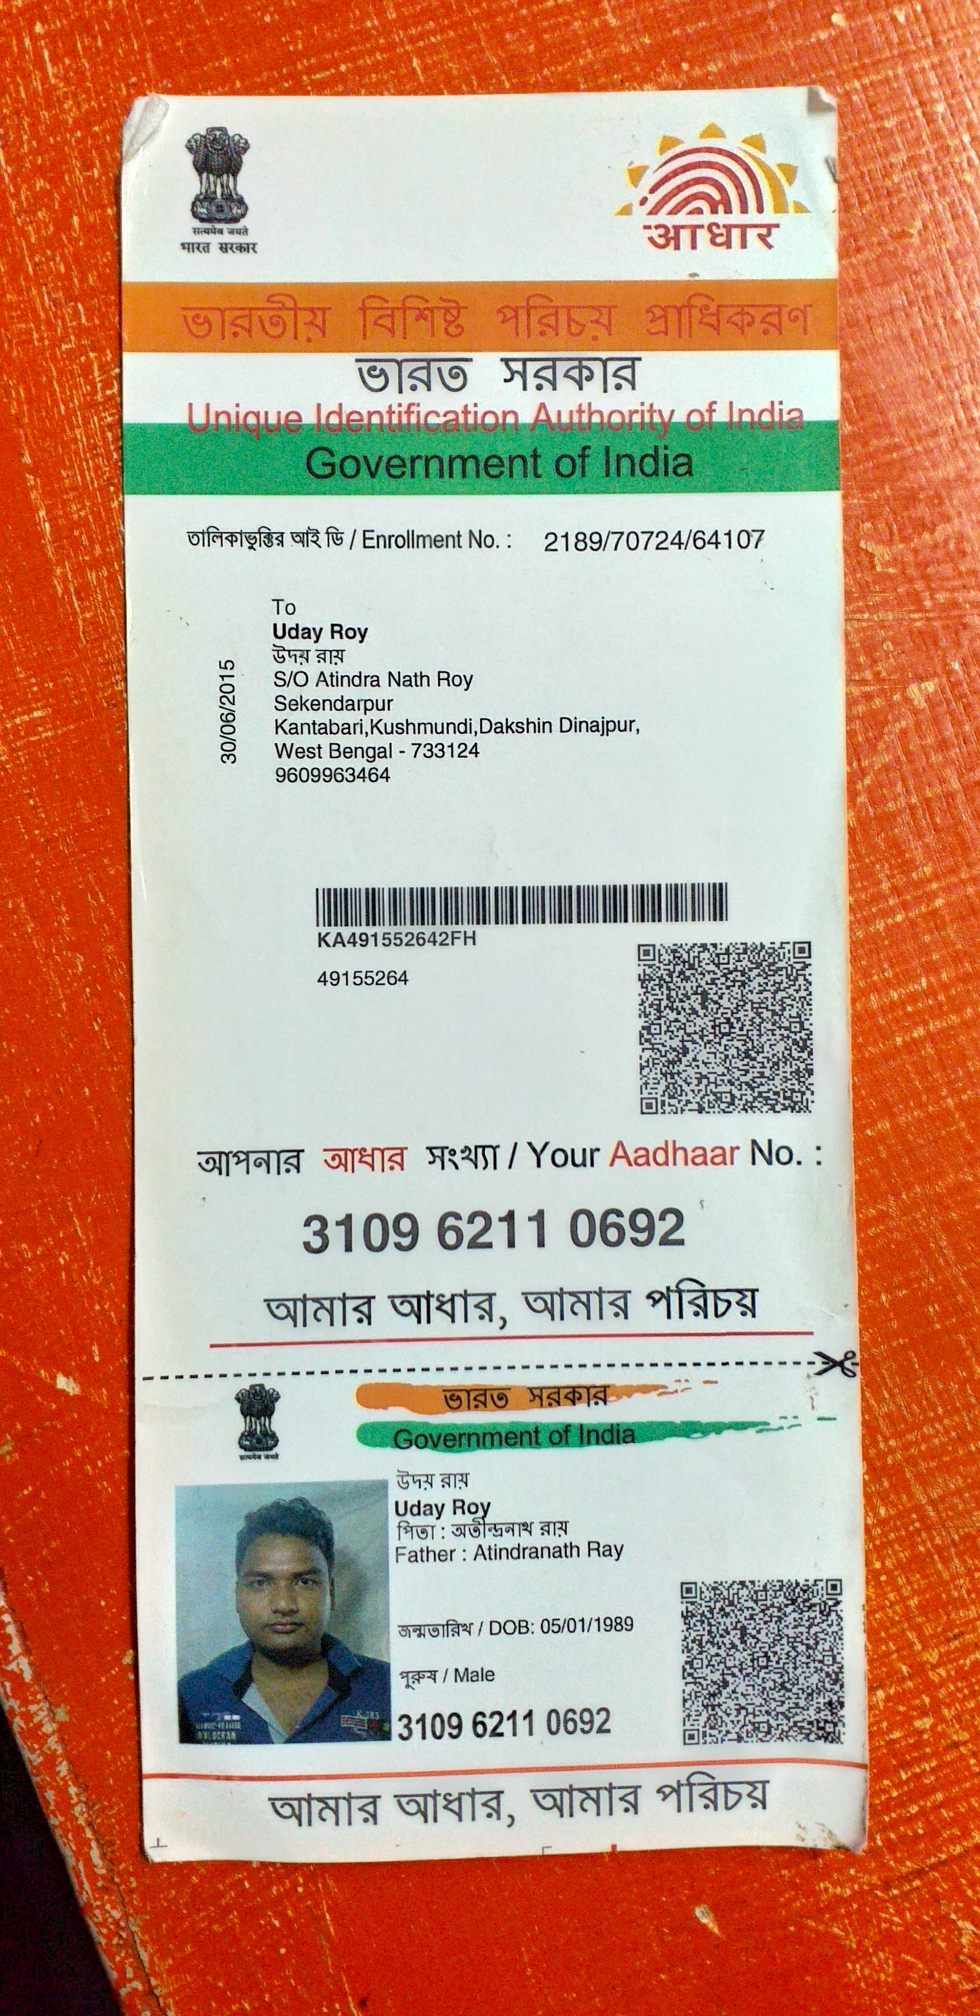 सत्यमेव जयते
भारत सरकार
आधार
ভারতীয় বিশিষ্ট পরিচয় প্রাধিকরণ
ভারত সরকার
Unique Identification Authority of India
Government of India
তালিকাভুক্তির আই ডি / Enrollment No. : 2189/70724/64107
30/06/2015
To
Uday Roy
উদয় রায়
S/O Atindra Nath Roy
Sekendarpur
Kantabari,Kushmundi,Dakshin Dinajpur,
West Bengal - 733124
9609963464
KA491552642FH
49155264
আপনার আধার সংখ্যা / Your Aadhaar No. :
3109 6211 0692
আমার আধার, আমার পরিচয়
ভারত সরকার
Government of India
सत्यमेव जयते
উদয় রায়
Uday Roy
পিতা : অতীন্দ্রনাথ রায়
Father : Atindranath Ray
জন্মতারিখ / DOB: 05/01/1989
পুরুষ / Male
3109 6211 0692
আমার আধার, আমার পরিচয়